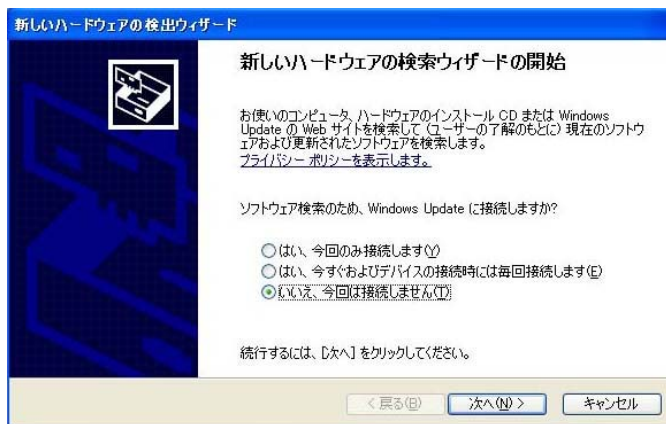 新しいハードウェアの検出ウィザード
新しいハードウェアの検索ウィザードの開始
お使いのコンピュータ、ハードウェアのインストール CD または Windows
Update の Web サイトを検索して (ユーザーの了解のもとに) 現在のソフトウ
ェアおよび更新されたソフトウェアを検索します。
プライバシー ポリシーを表示します。
ソフトウェア検索のため、Windows Update に接続しますか?
はい、今回のみ接続します(Y)
はい、今すぐおよびデバイスの接続時には毎回接続します(E)
いいえ、今回は接続しません(T)
続行するには、[次へ] をクリックしてください。
< 戻る(B)
次へ(N) >
キャンセル